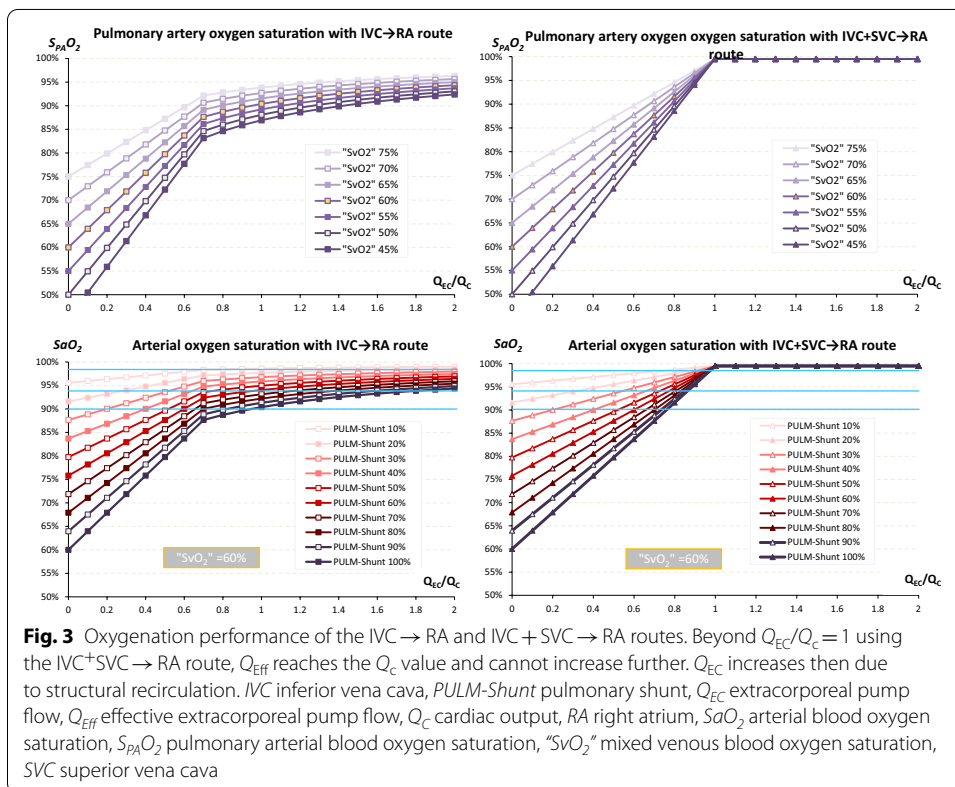 Pulmonary artery oxygen saturation with IVC→RA route
SPAO2
100%
95%
90%
85%
80%
75%
70%
65%
60%
55%
50%
"SvO2" 75%
"SvO2" 70%
"SvO2" 65%
"SvO2" 60%
"SvO2" 55%
"SvO2" 50%
"SvO2" 45%
QEC/QC
0 0.2 0.4 0.6 0.8 1 1.2 1.4 1.6 1.8 2
Pulmonary artery oxygen oxygen saturation with IVC+SVC→RA
route
SPAO2
100%
95%
90%
85%
80%
75%
70%
65%
60%
55%
50%
"SvO2" 75%
"SvO2" 70%
"SvO2" 65%
"SvO2" 60%
"SvO2" 55%
"SvO2" 50%
"SvO2" 45%
QEC/QC
0 0.2 0.4 0.6 0.8 1 1.2 1.4 1.6 1.8 2
SaO2
Arterial oxygen saturation with IVC→RA route
100%
95%
90%
85%
80%
75%
70%
65%
60%
55%
50%
PULM-Shunt 10%
PULM-Shunt 20%
PULM-Shunt 30%
PULM-Shunt 40%
PULM-Shunt 50%
PULM-Shunt 60%
PULM-Shunt 70%
PULM-Shunt 80%
PULM-Shunt 90%
PULM-Shunt 100%
"SvO2" =60%
QEC/QC
0 0.2 0.4 0.6 0.8 1 1.2 1.4 1.6 1.8 2
SaO2
Arterial oxygen saturation with IVC+SVC→RA route
100%
95%
90%
85%
80%
75%
70%
65%
60%
55%
50%
PULM-Shunt 10%
PULM-Shunt 20%
PULM-Shunt 30%
PULM-Shunt 40%
PULM-Shunt 50%
PULM-Shunt 60%
PULM-Shunt 70%
PULM-Shunt 80%
PULM-Shunt 90%
PULM-Shunt 100%
"SvO2" =60%
QEC/QC
0 0.2 0.4 0.6 0.8 1 1.2 1.4 1.6 1.8 2
Fig. 3 Oxygenation performance of the IVC → RA and IVC + SVC → RA routes. Beyond QEC/Qc = 1 using
the IVC+SVC → RA route, QEff reaches the Qc value and cannot increase further. QEC increases then due
to structural recirculation. IVC inferior vena cava, PULM-Shunt pulmonary shunt, QEC extracorporeal pump
flow, QEff effective extracorporeal pump flow, QC cardiac output, RA right atrium, SaO2 arterial blood oxygen
saturation, SPAO2 pulmonary arterial blood oxygen saturation, "SvO2" mixed venous blood oxygen saturation,
SVC superior vena cava